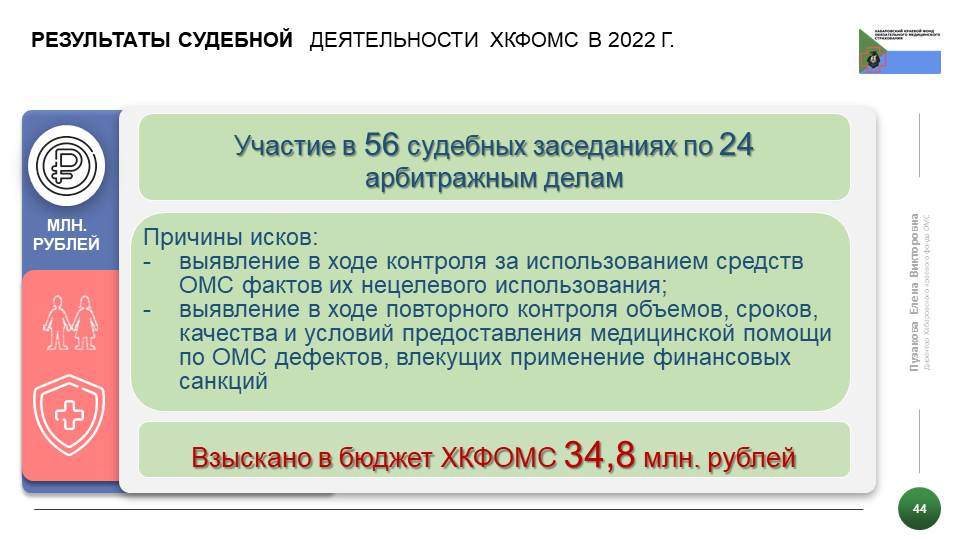 РЕЗУЛЬТАТЫ СУДЕБНОЙ ДЕЯТЕЛЬНОСТИ ХКФОМС В 2022 Г.
ХАБАРОВСКИЙ КРАЕВОЙ ФОНД
ОБЯЗАТЕЛЬНОГО МЕДИЦИНСКОГО
СТРАХОВАНИЯ
МЛН.
РУБЛЕЙ
Участие в 56 судебных заседаниях по 24
арбитражным делам
Причины исков:
- выявление в ходе контроля за использованием средств
ОМС фактов их нецелевого использования;
- выявление в ходе повторного контроля объемов, сроков,
качества и условий предоставления медицинской помощи
по ОМС дефектов, влекущих применение финансовых
санкций
Взыскано в бюджет ХКФОМС 34,8 млн. рублей
Пузакова Елена Викторовна
Директор Хабаровского краевого фонда ОМС
44